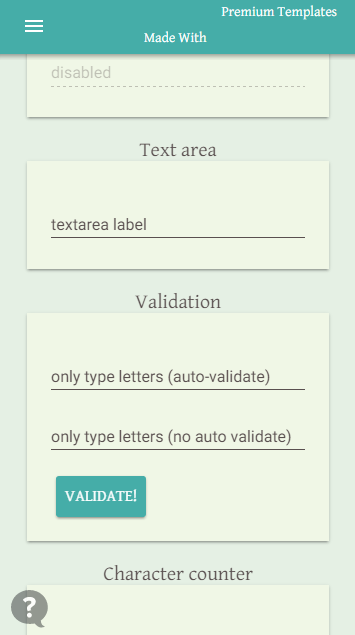 Premium Templates
Made With
disabled
Text area
textarea label
Validation
only type letters (auto-validate)
only type letters (no auto validate)
VALIDATE!
Character counter
?